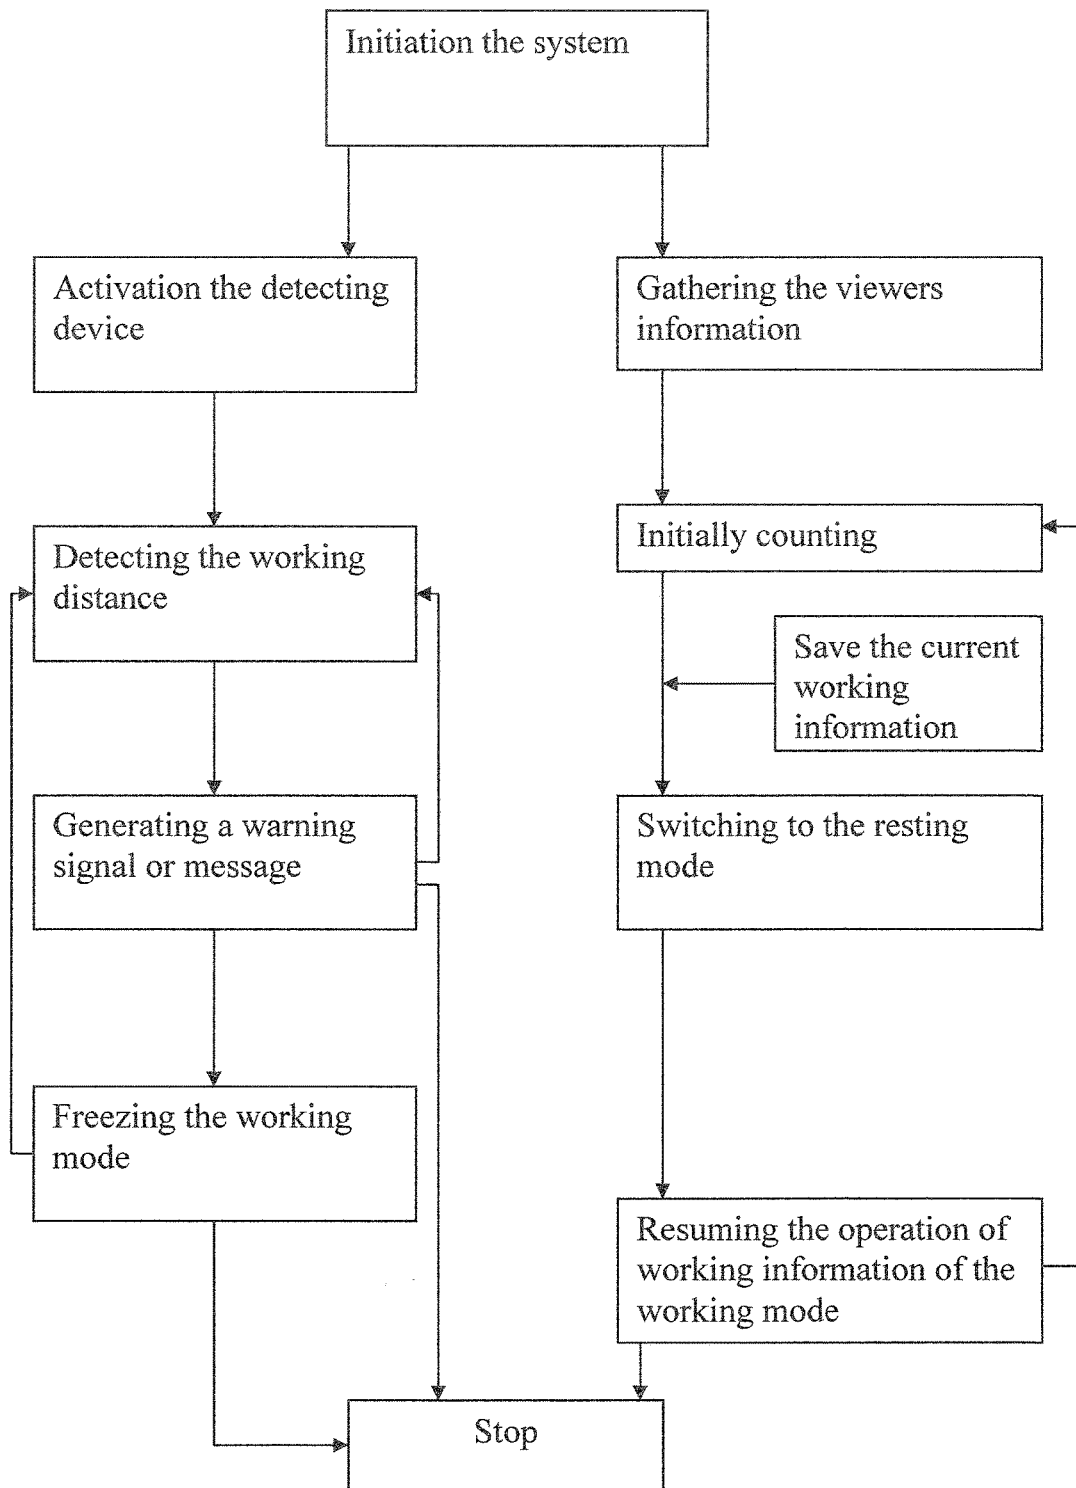 Initiation the system
Activation the detecting
device
Gathering the viewers
information
Detecting the working
distance
Initially counting
Save the current
working
information
Generating a warning
signal or message
Switching to the resting
mode
Freezing the working
mode
Resuming the operation of
working information of the
working mode
Stop